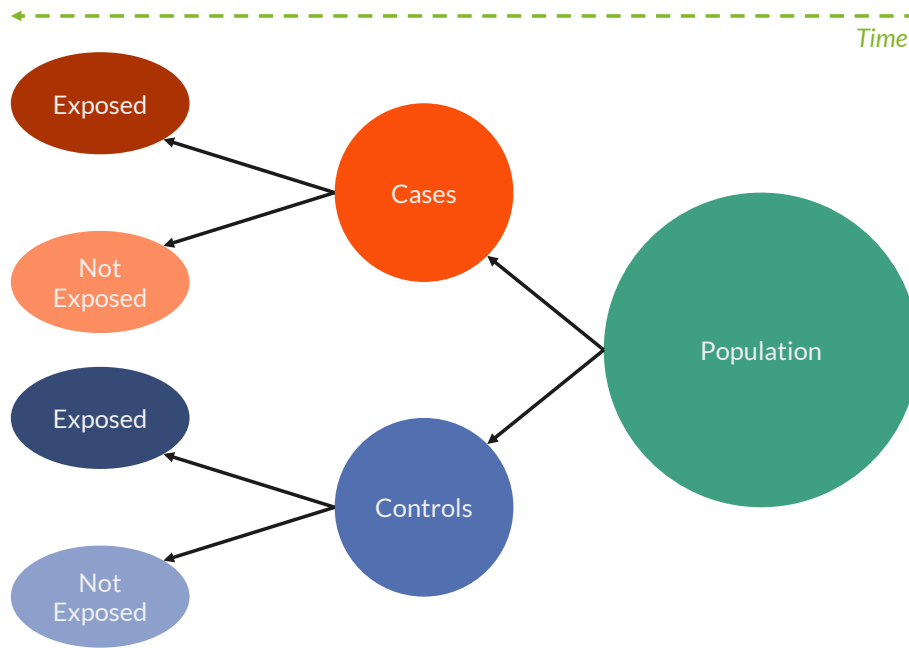 Time
Exposed
Cases
Not
Exposed
Population
Exposed
Controls
Not
Exposed